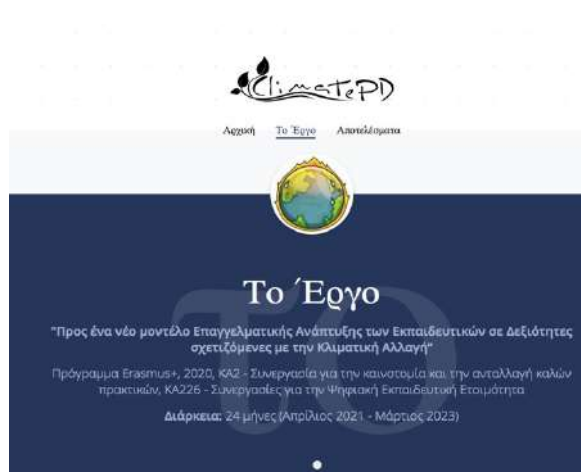 ClimatePD
Αρχική Το Έργο Αποτελέσματα
Το Έργο
"Προς ένα νέο μοντέλο Επαγγελματικής Ανάπτυξης των Εκπαιδευτικών σε Δεξιότητες
σχετιζόμενες με την Κλιματική Αλλαγή"
Πρόγραμμα Erasmus+, 2020, KA2 - Συνεργασία για την καινοτομία και την ανταλλαγή καλών
πρακτικών, KA226 - Συνεργασίες για την Ψηφιακή Εκπαιδευτική Ετοιμότητα
Διάρκεια: 24 μήνες (Απρίλιος 2021 - Μάρτιος 2023)